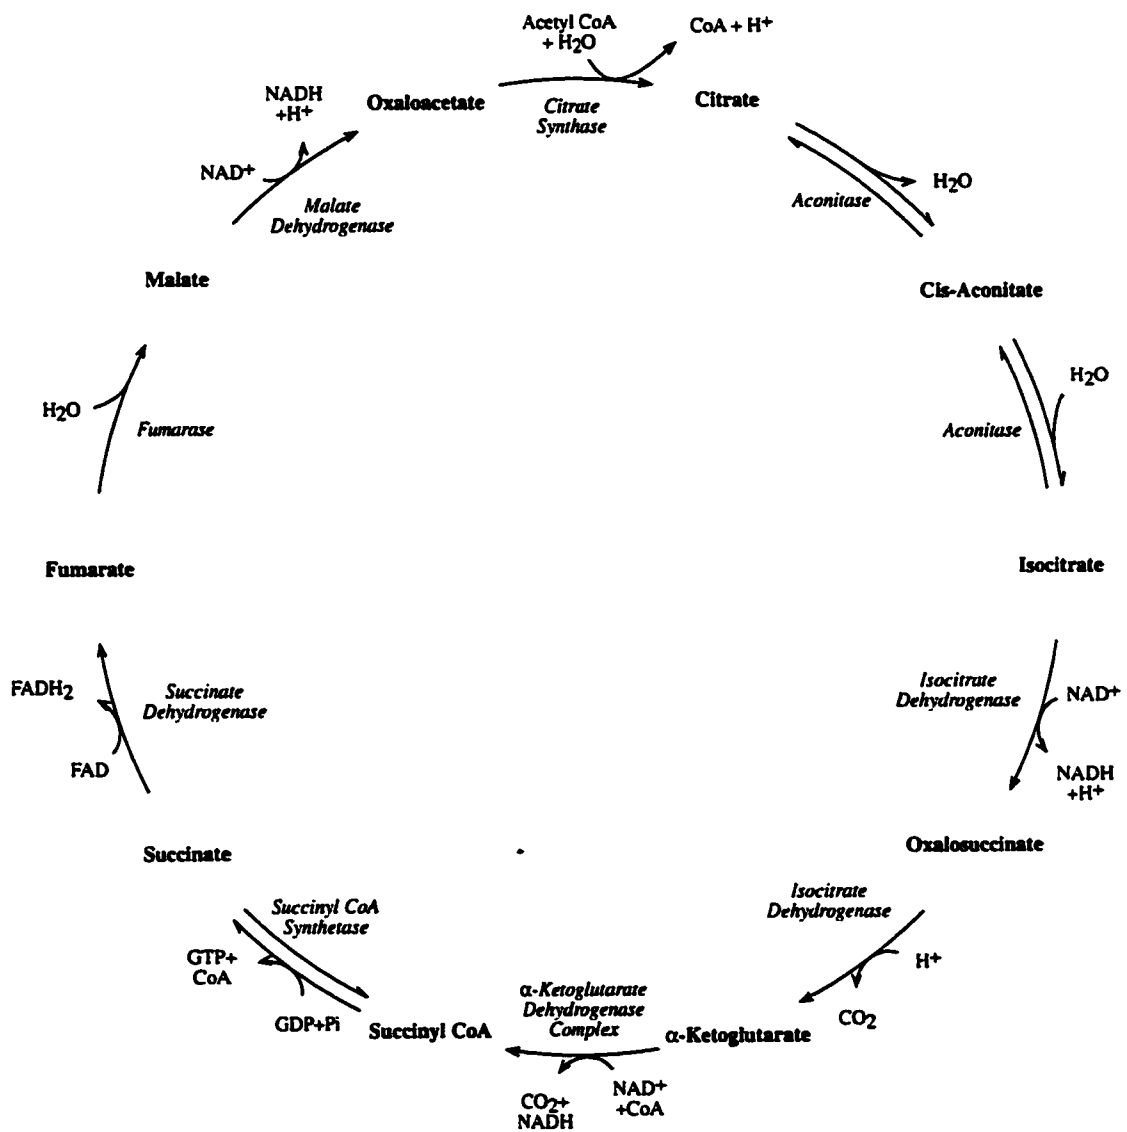 Acetyl CoA
+ H2O
CoA + H+
Oxaloacetate
Citrate
Synthase
Citrate
NADH
+H+
NAD+
Malate
Dehydrogenase
Aconitase
H2O
Malate
Cis-Aconitate
H2O
Fumarase
Aconitase
H2O
Fumarate
Isocitrate
FADH2
Succinate
Dehydrogenase
FAD
Isocitrate
Dehydrogenase
NAD+
NADH
+H+
Succinate
Oxalosuccinate
Succinyl CoA
Synthetase
GTP+
CoA
GDP+Pi
Isocitrate
Dehydrogenase
H+
CO2
Succinyl CoA
α-Ketoglutarate
Dehydrogenase
Complex
α-Ketoglutarate
CO2+
NADH
NAD+
+CoA